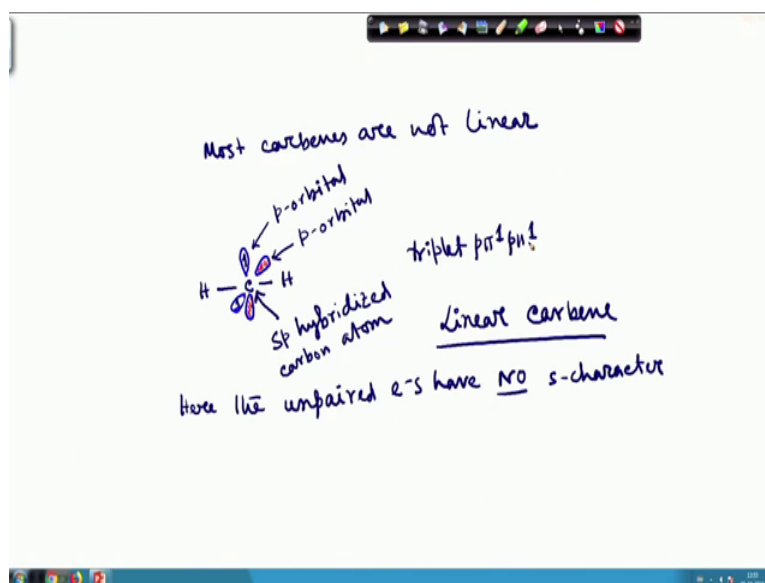 Most carbenes are not linear
p-orbital
p-orbital
H - C - H
triplet pπ¹ pπ¹
sp hybridized
carbon atom
Linear Carbene
Here the unpaired e-s have NO s-character